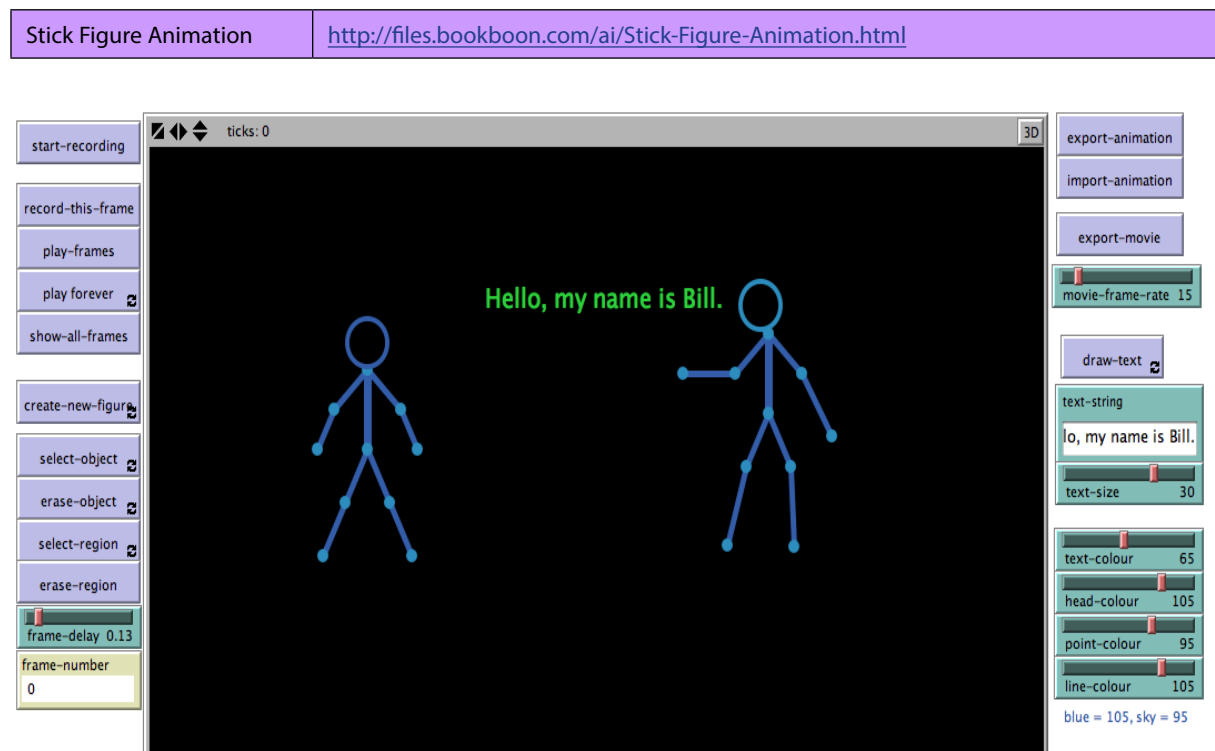 Stick Figure Animation
http://files.bookboon.com/ai/Stick-Figure-Animation.html
ticks: 0
3D
start-recording
record-this-frame
play-frames
play forever
show-all-frames
create-new-figure
select-object
erase-object
select-region
erase-region
frame-delay 0.13
frame-number
0
Hello, my name is Bill.
export-animation
import-animation
export-movie
movie-frame-rate 15
draw-text
text-string
lo, my name is Bill.
text-size 30
text-colour 65
head-colour 105
point-colour 95
line-colour 105
blue = 105, sky = 95